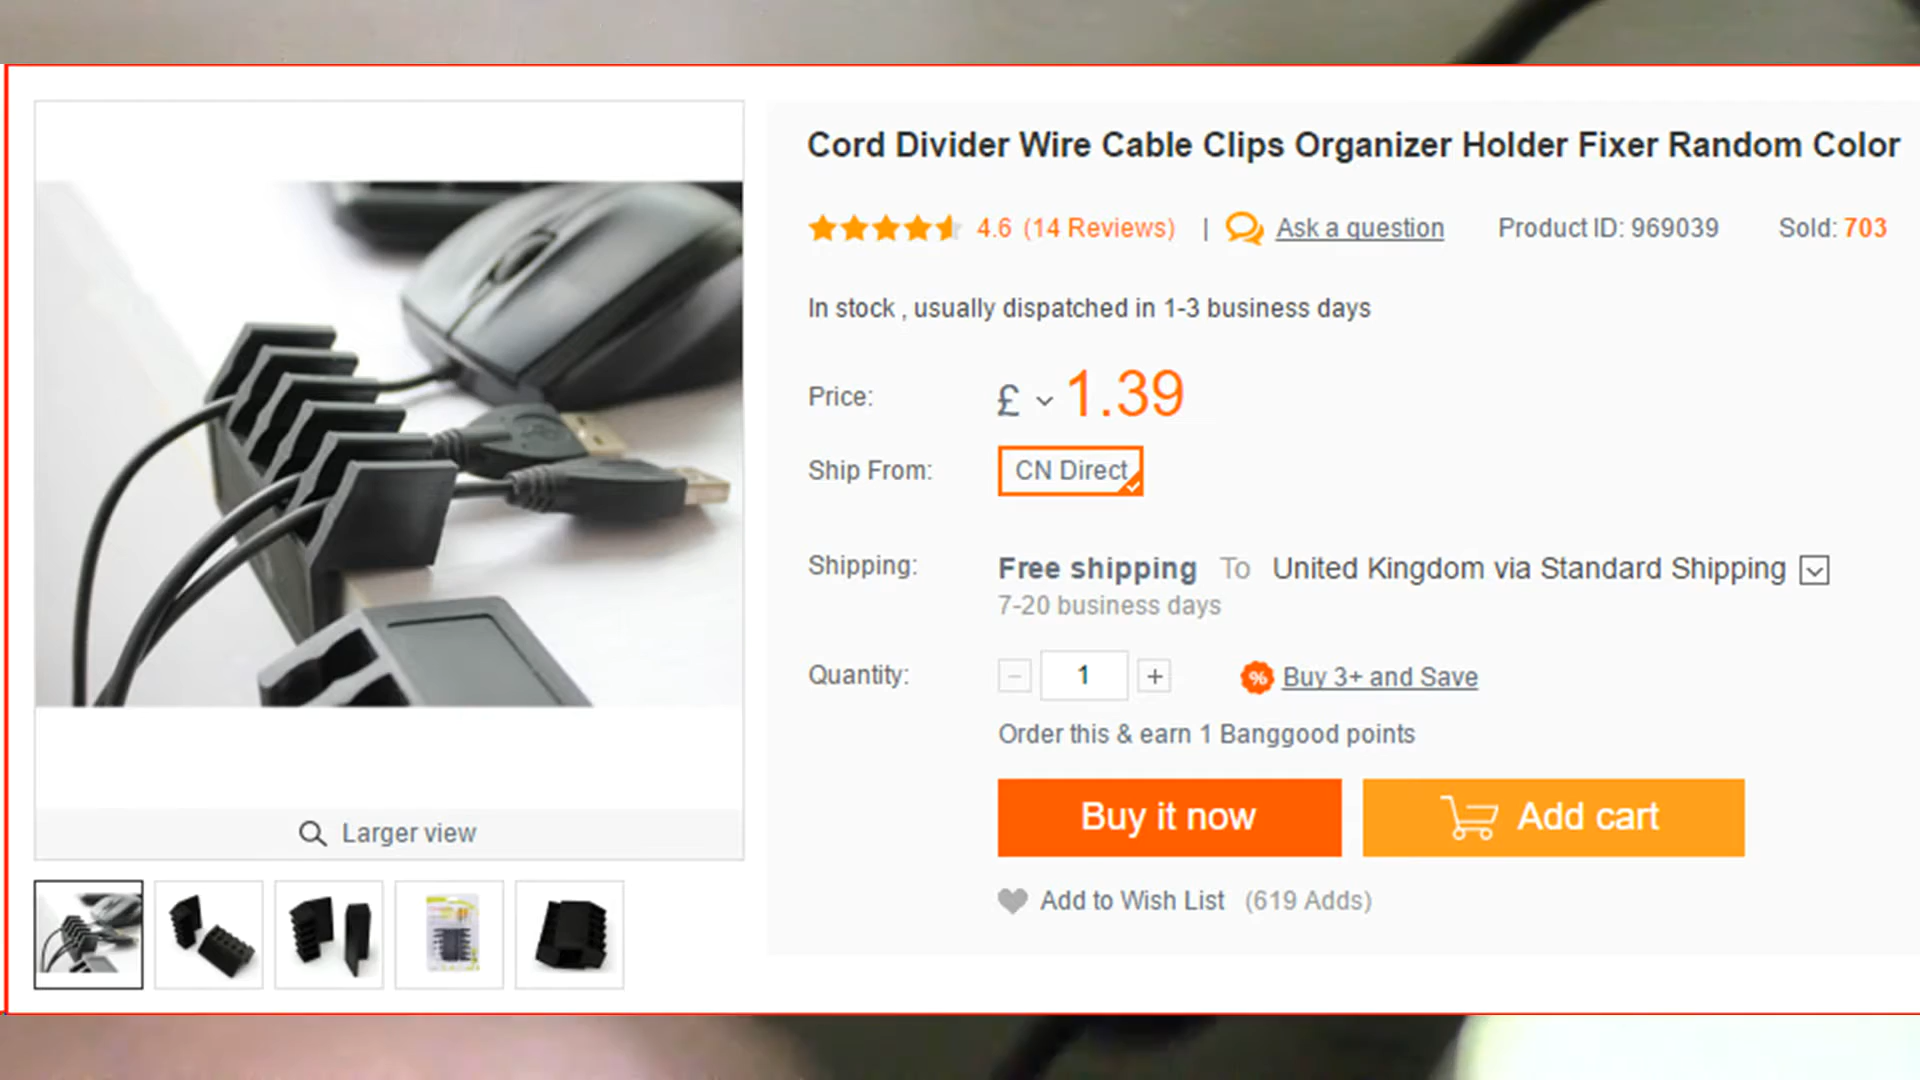 Cord Divider Wire Cable Clips Organizer Holder Fixer Random Color
4.6 (14 Reviews) | Ask a question Product ID: 969039 Sold: 703
In stock , usually dispatched in 1-3 business days
Price: £ 1.39
Ship From: CN Direct
Shipping: Free shipping To United Kingdom via Standard Shipping
7-20 business days
Quantity: − 1 + % Buy 3+ and Save
Order this & earn 1 Banggood points
Buy it now Add cart
Larger view
Add to Wish List (619 Adds)